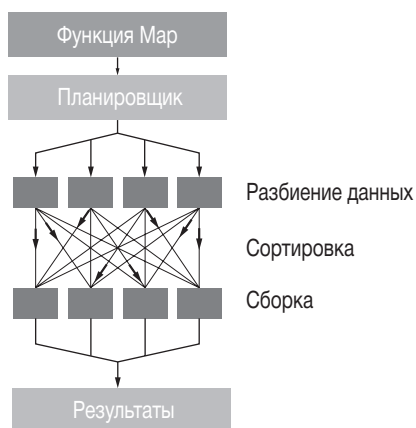 Функция Map
Планировщик
Разбиение данных
Сортировка
Сборка
Результаты